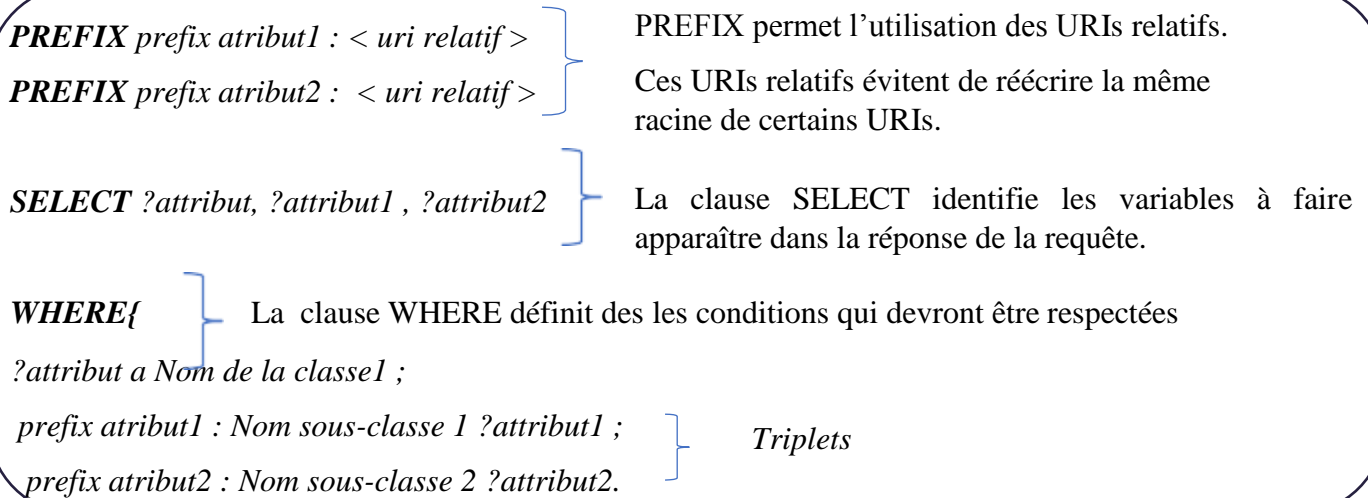 PREFIX prefix atribut1 : < uri relatif >
PREFIX permet l’utilisation des URIs relatifs.
PREFIX prefix atribut2 : < uri relatif >
Ces URIs relatifs évitent de réécrire la même
racine de certains URIs.
SELECT ?attribut, ?attribut1 , ?attribut2
La clause SELECT identifie les variables à faire
apparaître dans la réponse de la requête.
WHERE{ La clause WHERE définit des les conditions qui devront être respectées
?attribut a Nom de la classe1 ;
prefix atribut1 : Nom sous-classe 1 ?attribut1 ;
Triplets
prefix atribut2 : Nom sous-classe 2 ?attribut2.